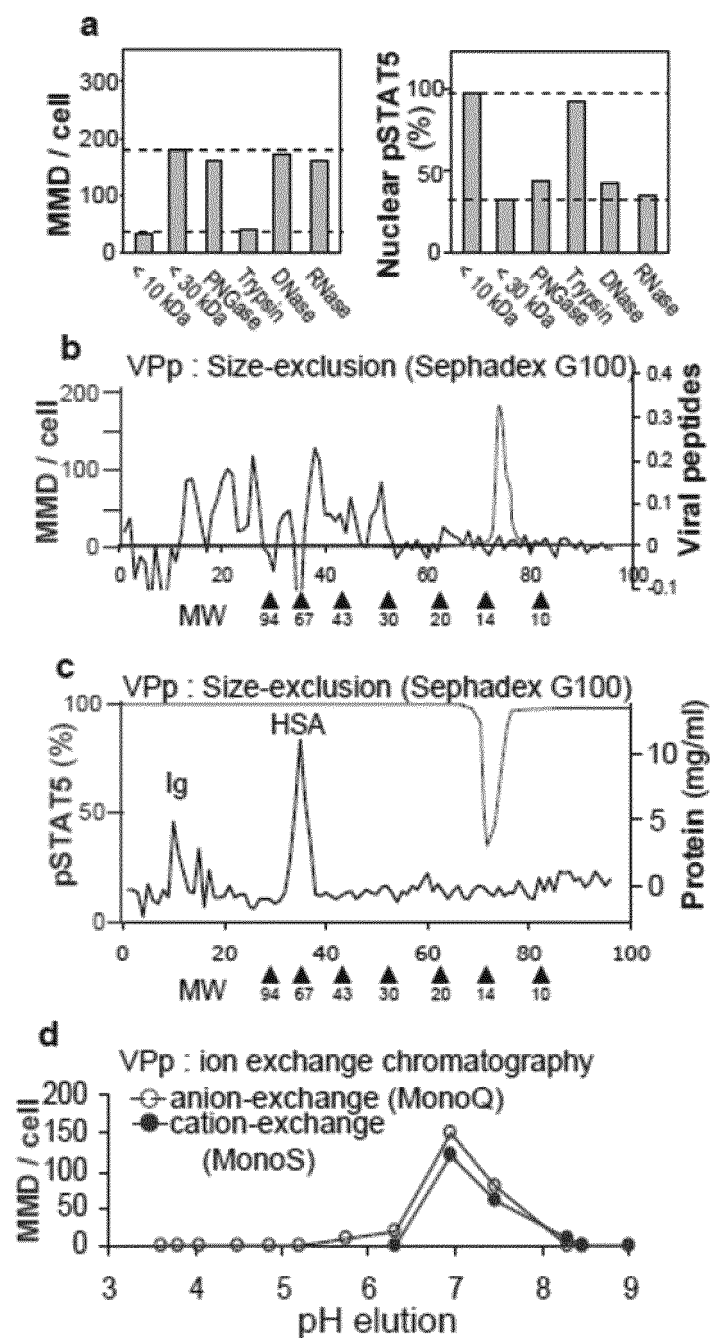 a
MMD / cell
300
200
100
0
< 10 kDa
< 30 kDa
PNGase
Trypsin
DNase
RNase
Nuclear pSTAT5
(%)
100
50
0
< 10 kDa
< 30 kDa
PNGase
Trypsin
DNase
RNase
b
VPp : Size-exclusion (Sephadex G100)
MMD / cell
200
100
0
0.4
0.3
0.2
0.1
0
-0.1
Viral peptides
0 20 40 60 80 100
MW
94 67 43 30 20 14 10
c
VPp : Size-exclusion (Sephadex G100)
pSTAT5 (%)
100
50
0
Ig
HSA
10
5
0
Protein (mg/ml)
0 20 40 60 80 100
MW
94 67 43 30 20 14 10
d
VPp : ion exchange chromatography
MMD / cell
200
150
100
50
0
anion-exchange (MonoQ)
cation-exchange
(MonoS)
3 4 5 6 7 8 9
pH elution